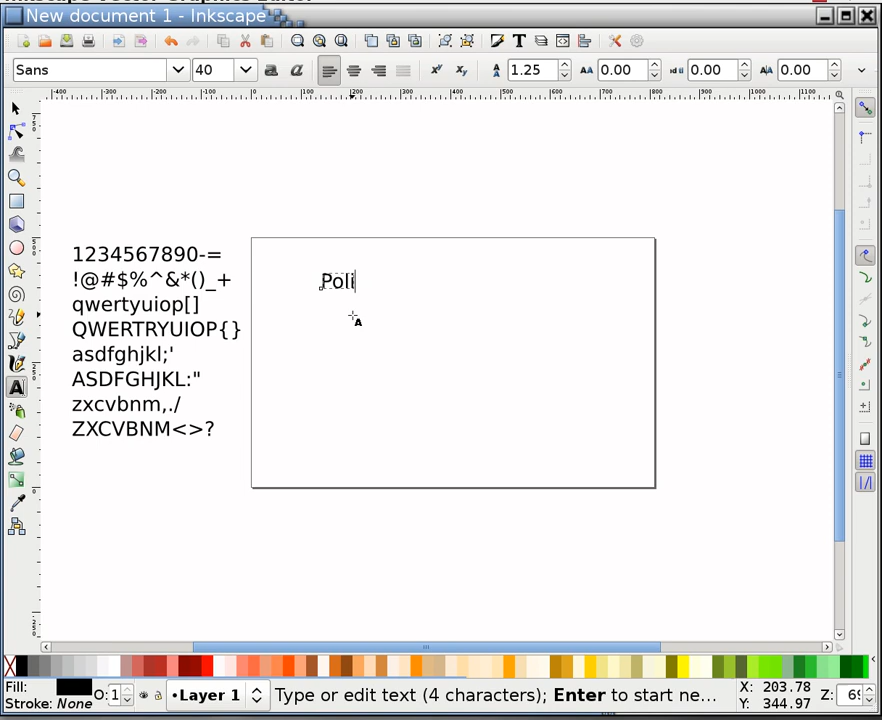 New document 1 - Inkscape
Sans 40 1.25 0.00 0.00 0.00
1234567890-=
!@#$%^&*()_+
qwertyuiop[]
QWERTRYUIOP{}
asdfghjkl;'
ASDFGHJKL:"
zxcvbnm,./
ZXCVBNM<>?
Poli
Fill:
Stroke: None
O: 1
•Layer 1
Type or edit text (4 characters); Enter to start ne...
X: 203.78
Y: 344.97
Z: